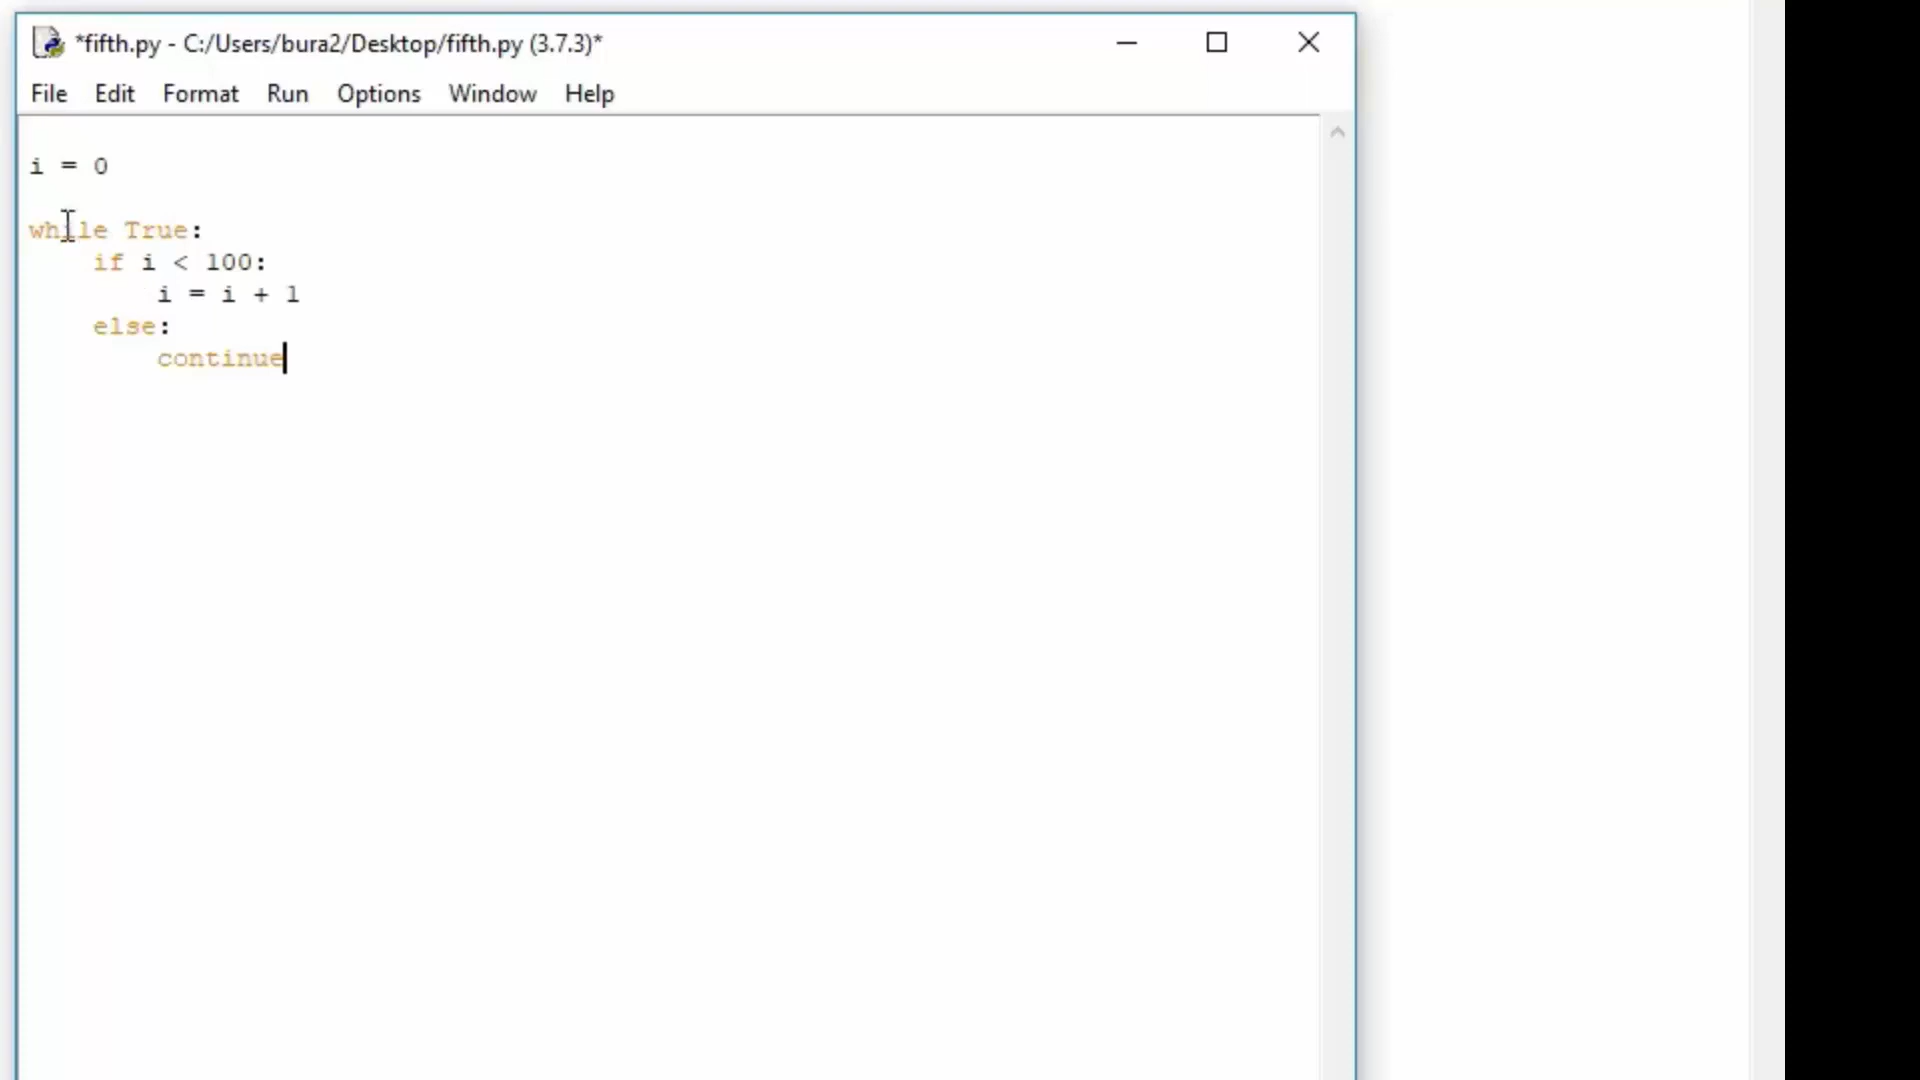 *fifth.py - C:/Users/bura2/Desktop/fifth.py (3.7.3)*
File Edit Format Run Options Window Help
i = 0
while True:
    if i < 100:
        i = i + 1
    else:
        continue